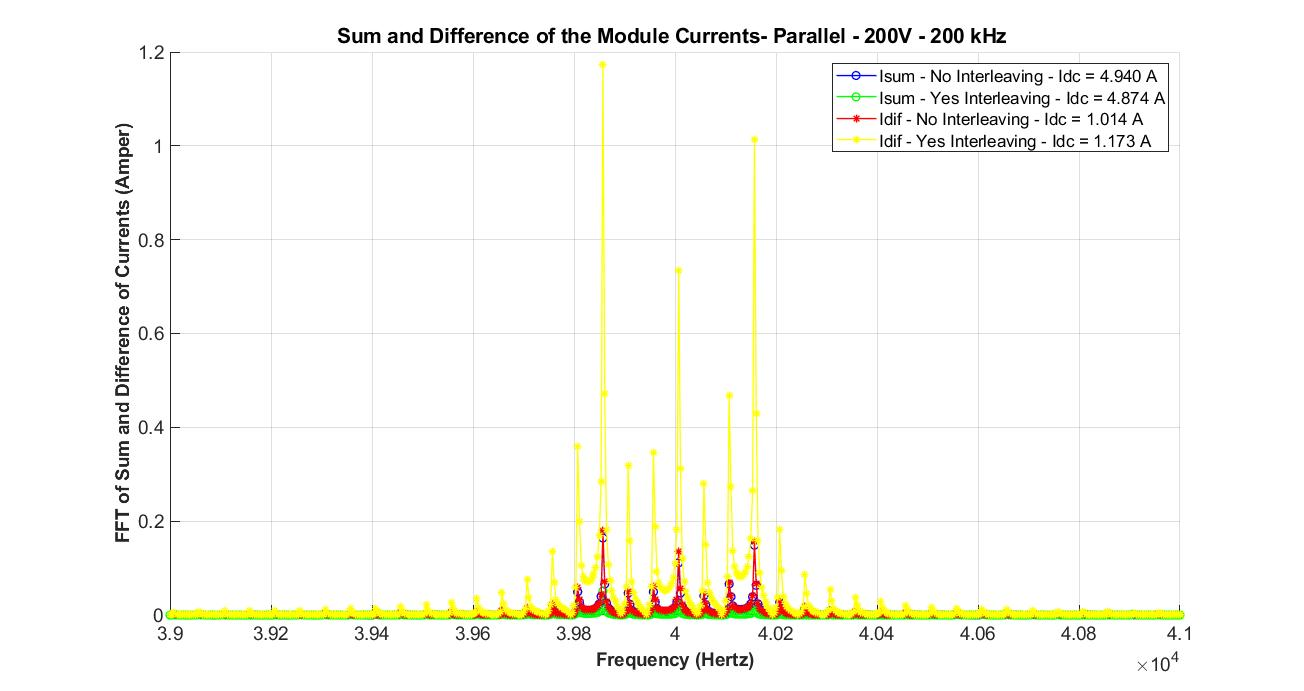 Sum and Difference of the Module Currents- Parallel - 200V - 200 kHz
Isum - No Interleaving - Idc = 4.940 A
Isum - Yes Interleaving - Idc = 4.874 A
Idif - No Interleaving - Idc = 1.014 A
Idif - Yes Interleaving - Idc = 1.173 A
FFT of Sum and Difference of Currents (Amper)
1.2
1
0.8
0.6
0.4
0.2
0
3.9 3.92 3.94 3.96 3.98 4 4.02 4.04 4.06 4.08 4.1
Frequency (Hertz)
×10⁴